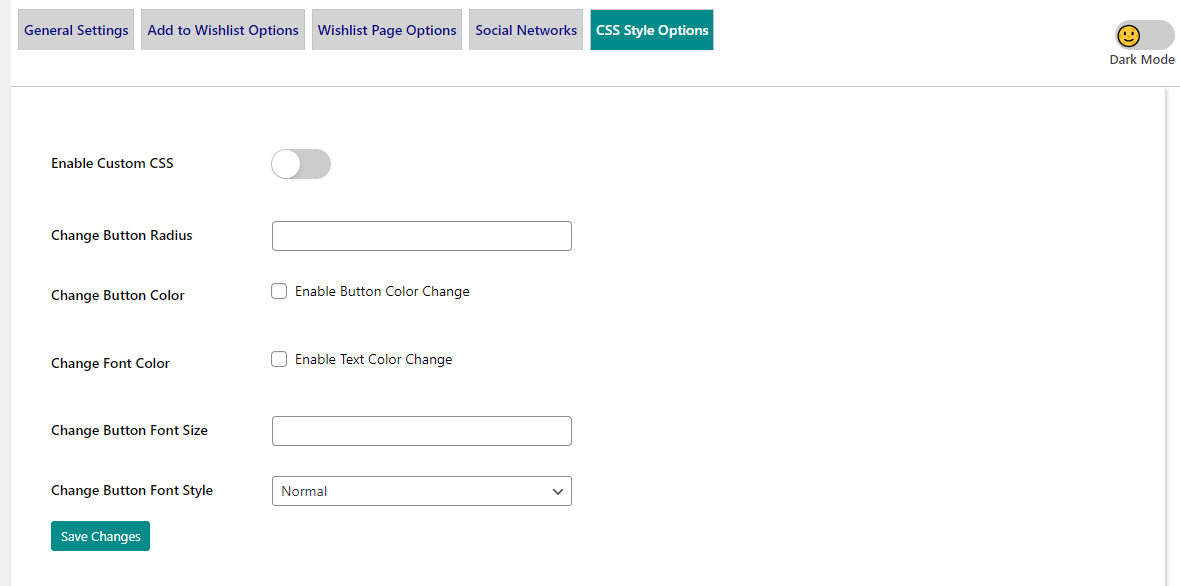 General Settings
Add to Wishlist Options
Wishlist Page Options
Social Networks
CSS Style Options
Dark Mode
Enable Custom CSS
Change Button Radius
Change Button Color
Enable Button Color Change
Change Font Color
Enable Text Color Change
Change Button Font Size
Change Button Font Style
Normal
Save Changes